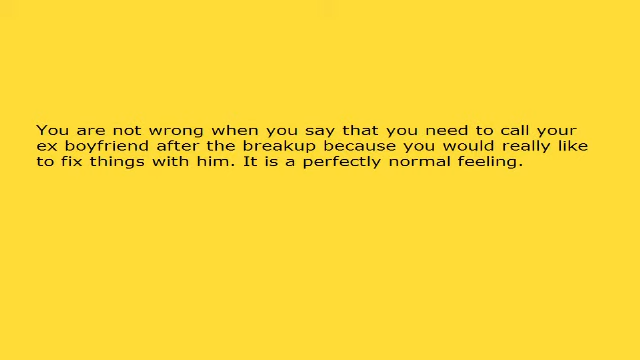 You are not wrong when you say that you need to call your
ex boyfriend after the breakup because you would really like
to fix things with him. It is a perfectly normal feeling.